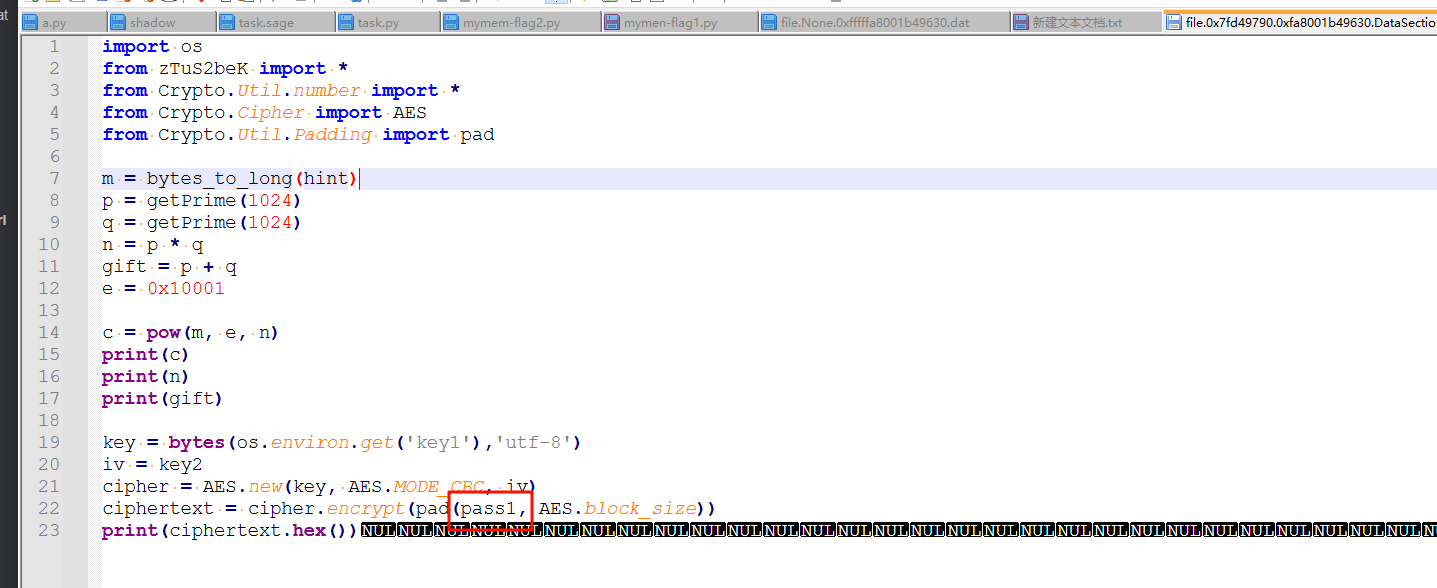 at
a.py shadow task.sage task.py mymem-flag2.py mymen-flag1.py file.None.0xfffffa8001b49630.dat 新建文本文档.txt file.0x7fd49790.0xfa8001b49630.DataSectio
1 import os
2 from zTuS2beK import *
3 from Crypto.Util.number import *
4 from Crypto.Cipher import AES
5 from Crypto.Util.Padding import pad
6
7 m = bytes_to_long(hint)
8 p = getPrime(1024)
9 q = getPrime(1024)
10 n = p * q
11 gift = p + q
12 e = 0x10001
13
14 c = pow(m, e, n)
15 print(c)
16 print(n)
17 print(gift)
18
19 key = bytes(os.environ.get('key1'),'utf-8')
20 iv = key2
21 cipher = AES.new(key, AES.MODE_CBC, iv)
22 ciphertext = cipher.encrypt(pad(pass1, AES.block_size))
23 print(ciphertext.hex())NULNULNULNULNULNULNULNULNULNULNULNULNULNULNULNULNULNULNULNULNULNULNULNULNULNULNULNULNULNU